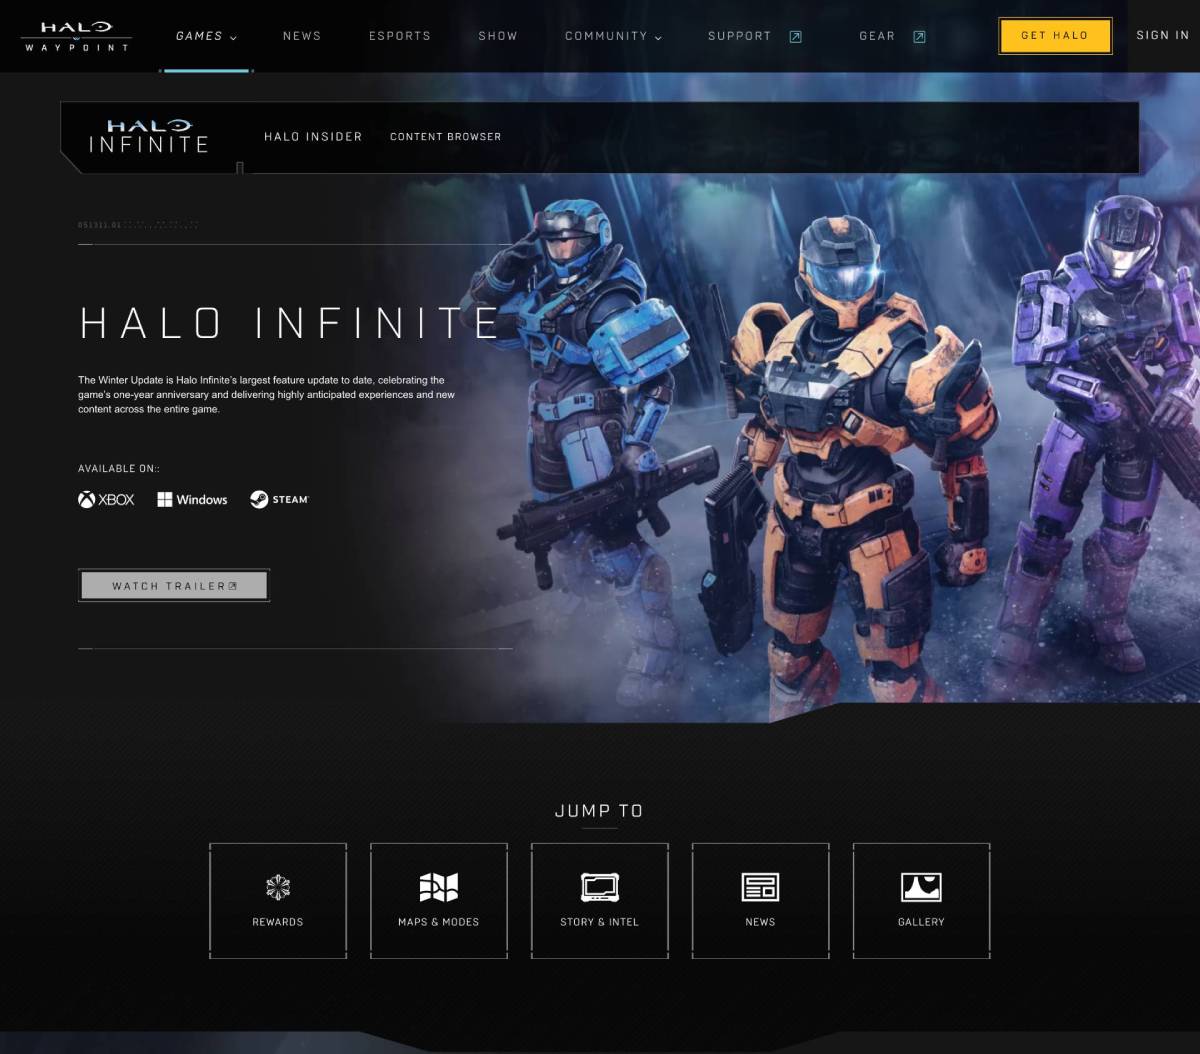 HALO
WAYPOINT
GAMES
NEWS
ESPORTS
SHOW
COMMUNITY
SUPPORT
GEAR
GET HALO
SIGN IN
HALO
INFINITE
HALO INSIDER
CONTENT BROWSER
051311.01
HALO INFINITE
The Winter Update is Halo Infinite's largest feature update to date, celebrating the
game's one-year anniversary and delivering highly anticipated experiences and new
content across the entire game.
AVAILABLE ON::
XBOX
Windows
STEAM
WATCH TRAILER
JUMP TO
REWARDS
MAPS & MODES
STORY & INTEL
NEWS
GALLERY